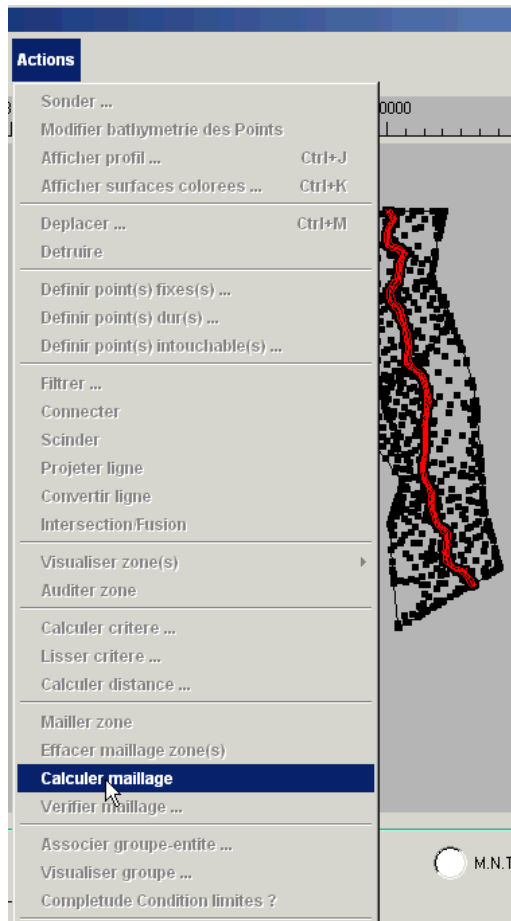 Actions
0000
Sonder ...
Modifier bathymetrie des Points
Afficher profil ... Ctrl+J
Afficher surfaces colorees ... Ctrl+K
Deplacer ... Ctrl+M
Detruire
Definir point(s) fixes(s) ...
Definir point(s) dur(s) ...
Definir point(s) intouchable(s) ...
Filtrer ...
Connecter
Scinder
Projeter ligne
Convertir ligne
Intersection/Fusion
Visualiser zone(s)
Auditer zone
Calculer critere ...
Lisser critere ...
Calculer distance ...
Mailler zone
Effacer maillage zone(s)
Calculer maillage
Verifier maillage ...
Associer groupe-entite ...
Visualiser groupe ...
M.N.T
Completude Condition limites ?